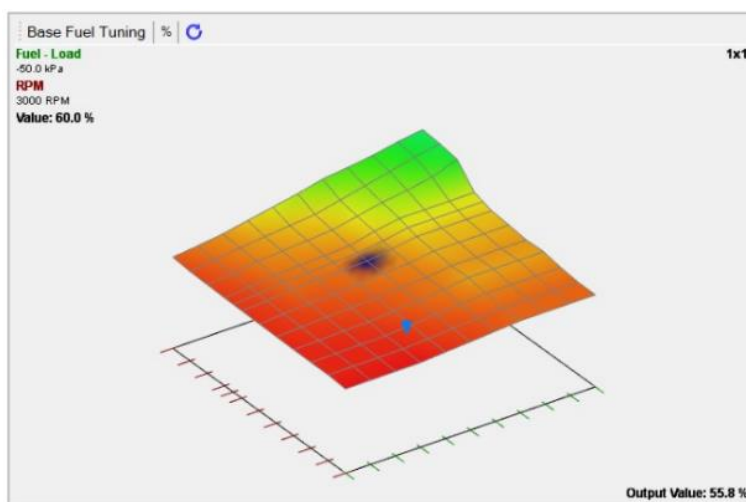 Base Fuel Tuning %
Fuel - Load
-50.0 kPa
1x1
RPM
3000 RPM
Value: 60.0 %
Output Value: 55.8 %